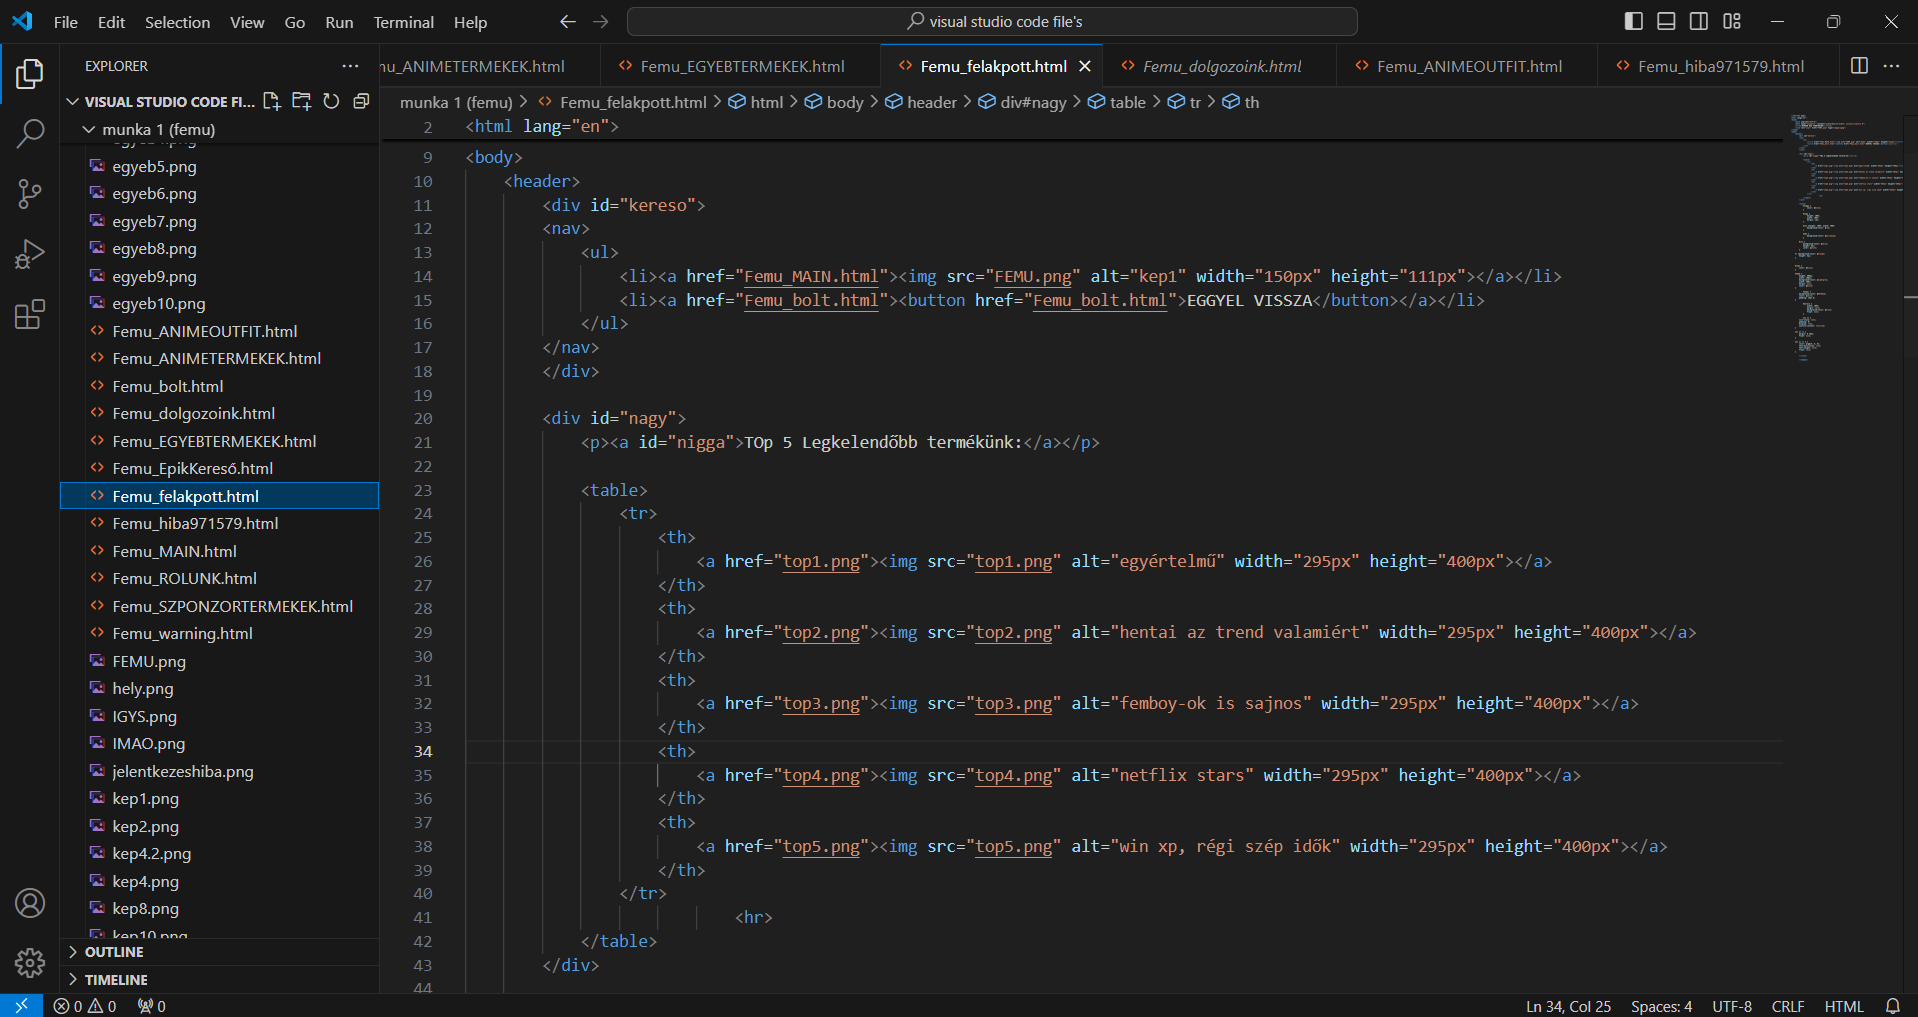 File Edit Selection View Go Run Terminal Help
visual studio code file's
EXPLORER
VISUAL STUDIO CODE FI...
munka 1 (femu)
egyeb5.png
egyeb6.png
egyeb7.png
egyeb8.png
egyeb9.png
egyeb10.png
Femu_ANIMEOUTFIT.html
Femu_ANIMETERMEKEK.html
Femu_bolt.html
Femu_dolgozoink.html
Femu_EGYEBTERMEKEK.html
Femu_EpikKereső.html
Femu_felakpott.html
Femu_hiba971579.html
Femu_MAIN.html
Femu_ROLUNK.html
Femu_SZPONZORTERMEKEK.html
Femu_warning.html
FEMU.png
hely.png
IGYS.png
IMAO.png
jelentkezeshiba.png
kep1.png
kep2.png
kep4.2.png
kep4.png
kep8.png
kep10.png
OUTLINE
TIMELINE
nu_ANIMETERMEKEK.html Femu_EGYEBTERMEKEK.html Femu_felakpott.html Femu_dolgozoink.html Femu_ANIMEOUTFIT.html Femu_hiba971579.html
munka 1 (femu) > Femu_felakpott.html > html > body > header > div#nagy > table > tr > th
2 <html lang="en">
9 <body>
10 <header>
11 <div id="kereso">
12 <nav>
13 <ul>
14 <li><a href="Femu_MAIN.html"><img src="FEMU.png" alt="kep1" width="150px" height="111px"></a></li>
15 <li><a href="Femu_bolt.html"><button href="Femu_bolt.html">EGGYEL VISSZA</button></a></li>
16 </ul>
17 </nav>
18 </div>
19
20 <div id="nagy">
21 <p><a id="nigga">TOp 5 Legkelendőbb termékünk:</a></p>
22
23 <table>
24 <tr>
25 <th>
26 <a href="top1.png"><img src="top1.png" alt="egyértelmű" width="295px" height="400px"></a>
27 </th>
28 <th>
29 <a href="top2.png"><img src="top2.png" alt="hentai az trend valamiért" width="295px" height="400px"></a>
30 </th>
31 <th>
32 <a href="top3.png"><img src="top3.png" alt="femboy-ok is sajnos" width="295px" height="400px"></a>
33 </th>
34 <th>
35 <a href="top4.png"><img src="top4.png" alt="netflix stars" width="295px" height="400px"></a>
36 </th>
37 <th>
38 <a href="top5.png"><img src="top5.png" alt="win xp, régi szép idők" width="295px" height="400px"></a>
39 </th>
40 </tr>
41 <hr>
42 </table>
43 </div>
44
0 0 0 Ln 34, Col 25 Spaces: 4 UTF-8 CRLF HTML